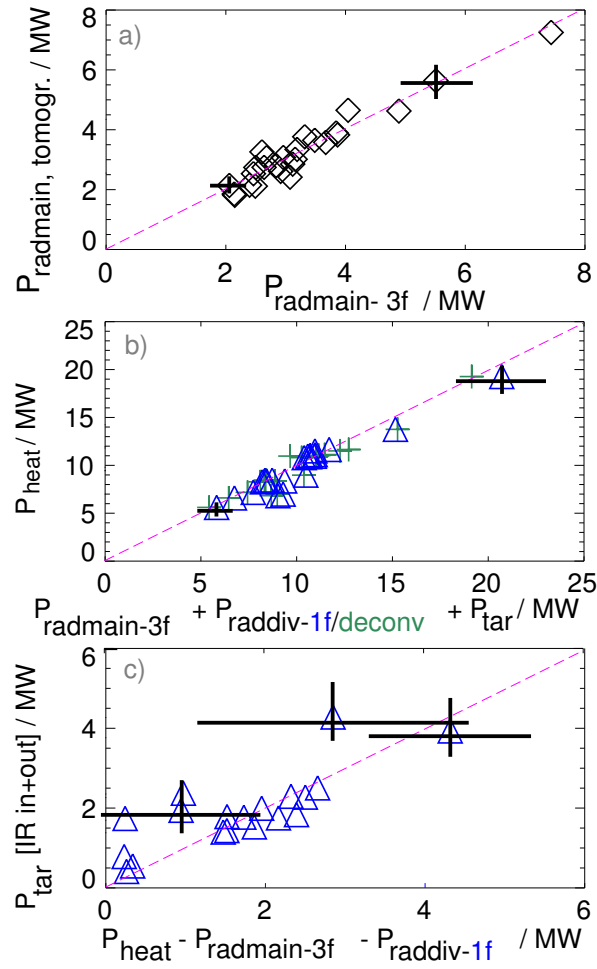 a)
P_radmain, tomogr. / MW
8
6
4
2
0
0 2 4 6 8
P_radmain- 3f / MW
b)
P_heat / MW
25
20
15
10
5
0
0 5 10 15 20 25
P_radmain-3f + P_raddiv-1f/deconv + P_tar / MW
c)
P_tar [IR in+out] / MW
6
4
2
0
0 2 4 6
P_heat - P_radmain-3f - P_raddiv-1f / MW